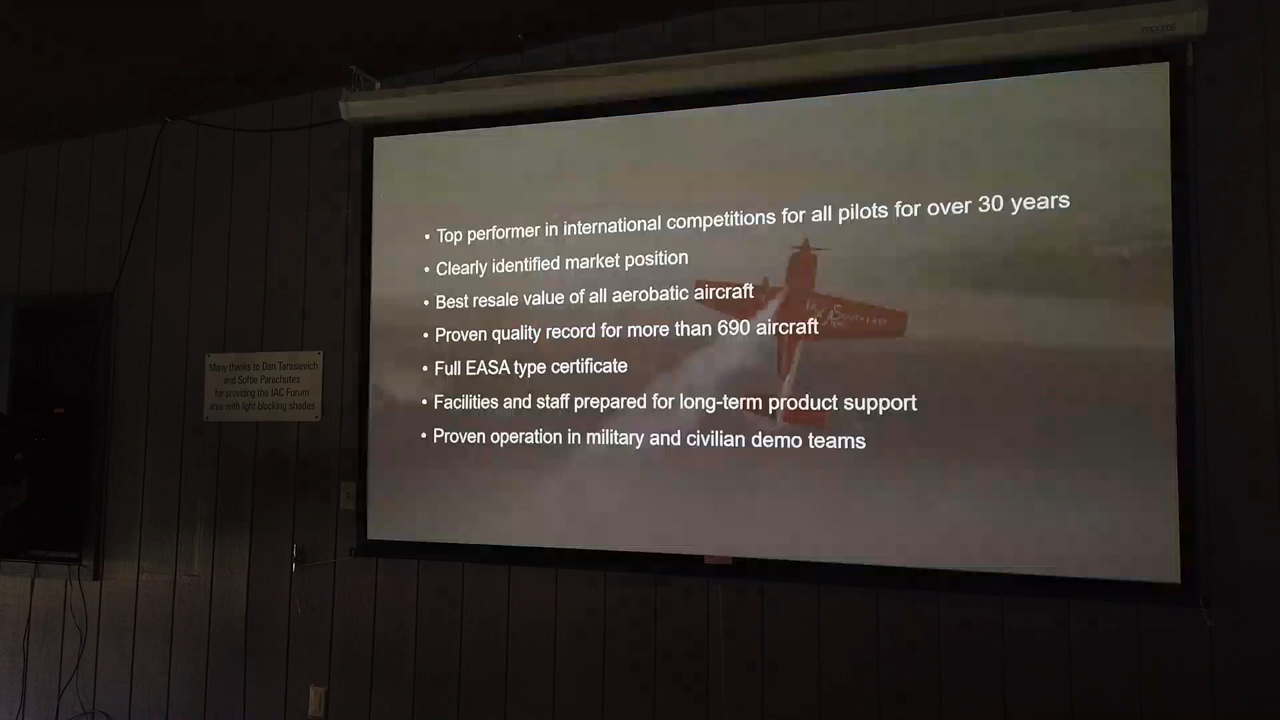 • Top performer in international competitions for all pilots for over 30 years
• Clearly identified market position
• Best resale value of all aerobatic aircraft
• Proven quality record for more than 690 aircraft
• Full EASA type certificate
• Facilities and staff prepared for long-term product support
• Proven operation in military and civilian demo teams
Many thanks to Dan Tarasievich
and Softie Parachutes
for providing the IAC Forum
area with light blocking shades